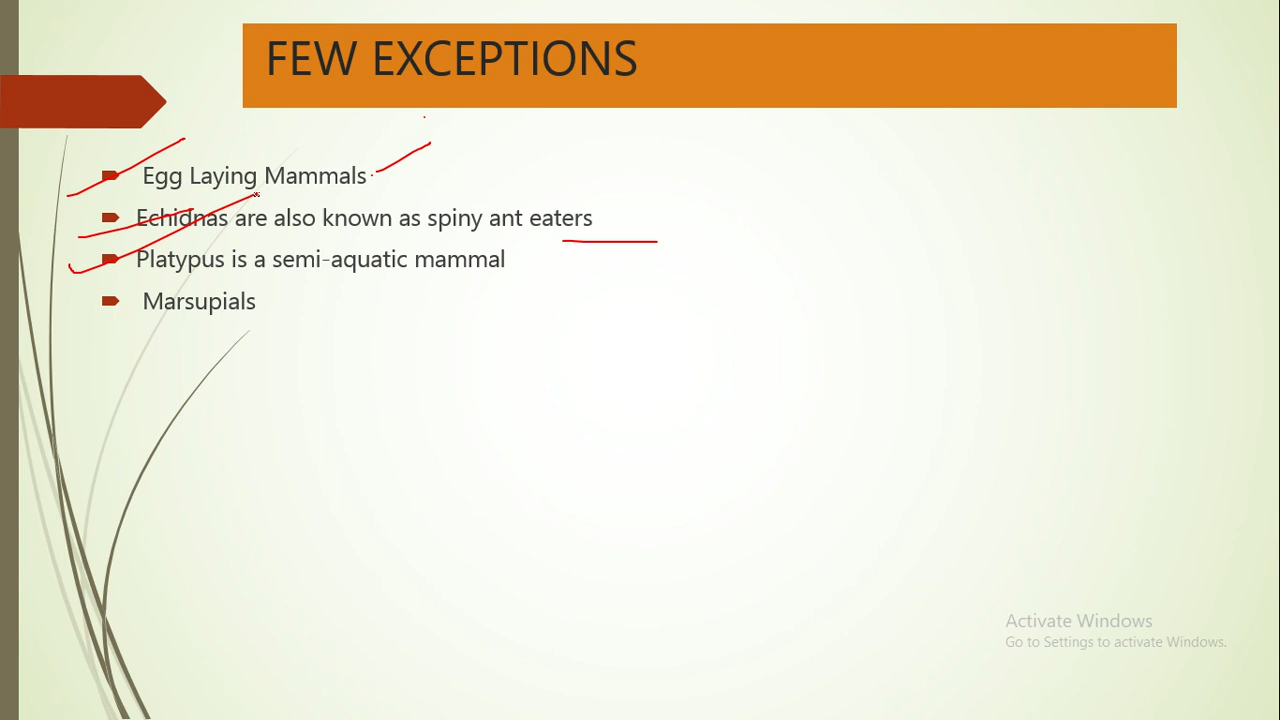 FEW EXCEPTIONS
Egg Laying Mammals
Echidnas are also known as spiny ant eaters
Platypus is a semi-aquatic mammal
Marsupials
Activate Windows
Go to Settings to activate Windows.